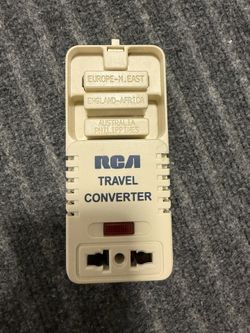 EUROPE-M.EAST
ENGLAND-AFRICA
AUSTRALIA
PHILIPPINES
RCA
TRAVEL
CONVERTER